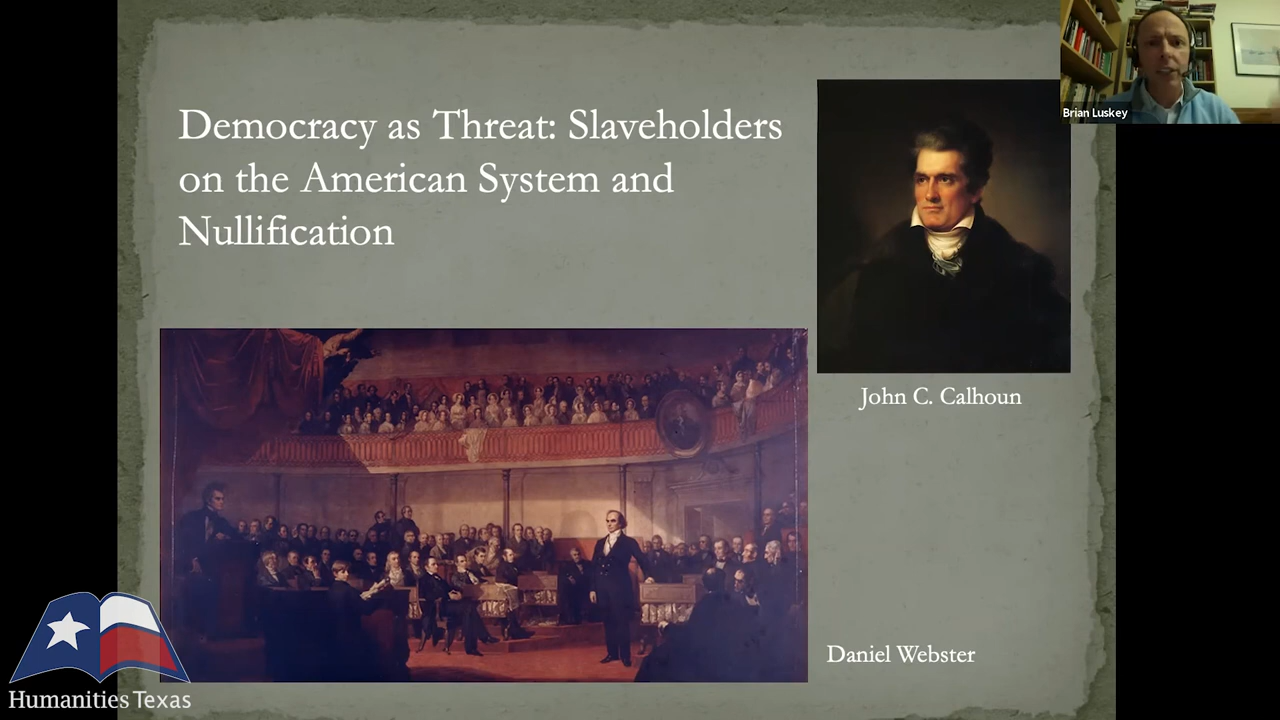 Democracy as Threat: Slaveholders
on the American System and
Nullification
Brian Luskey
John C. Calhoun
Daniel Webster
Humanities Texas